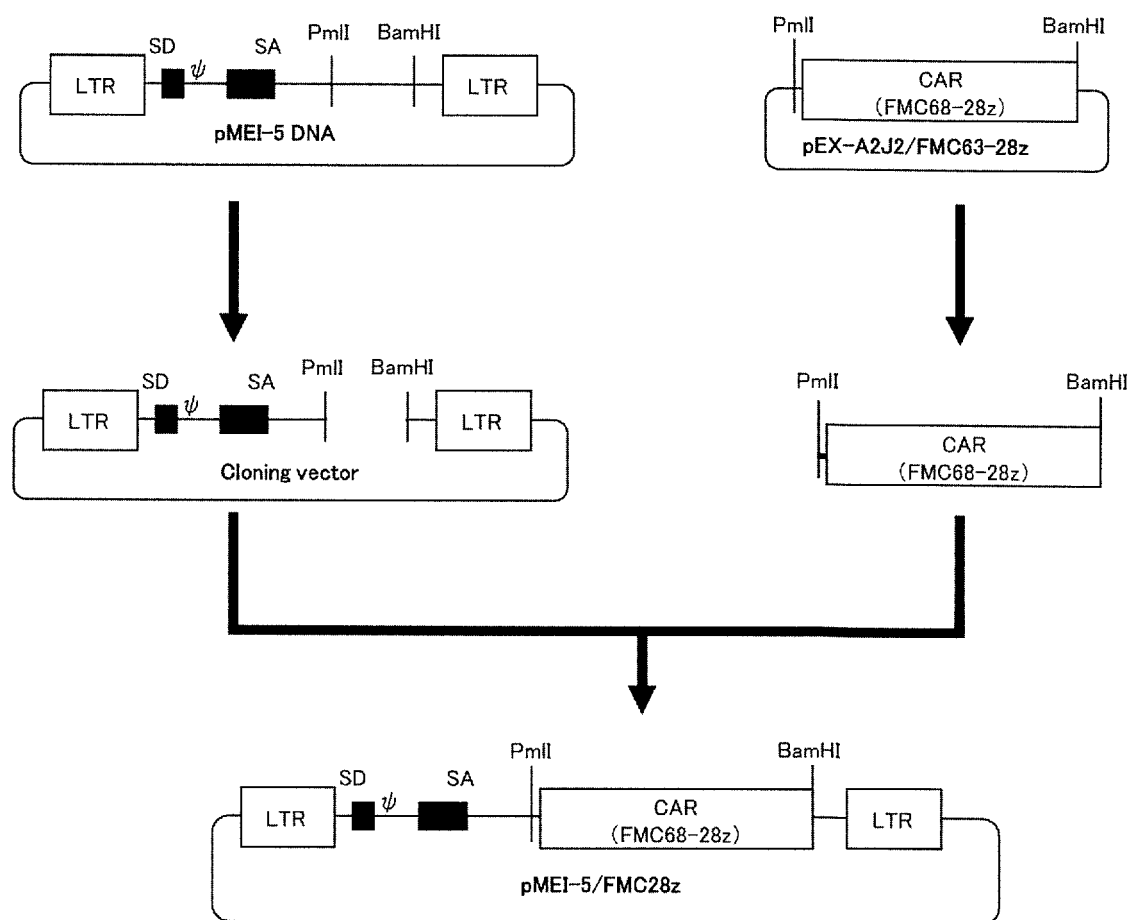 PmlI BamHI
SD SA
LTR ψ LTR
pMEI-5 DNA
PmlI BamHI
CAR
(FMC68-28z)
pEX-A2J2/FMC63-28z
PmlI BamHI
SD SA
LTR ψ LTR
Cloning vector
PmlI BamHI
CAR
(FMC68-28z)
PmlI BamHI
SD SA
LTR ψ CAR LTR
(FMC68-28z)
pMEI-5/FMC28z